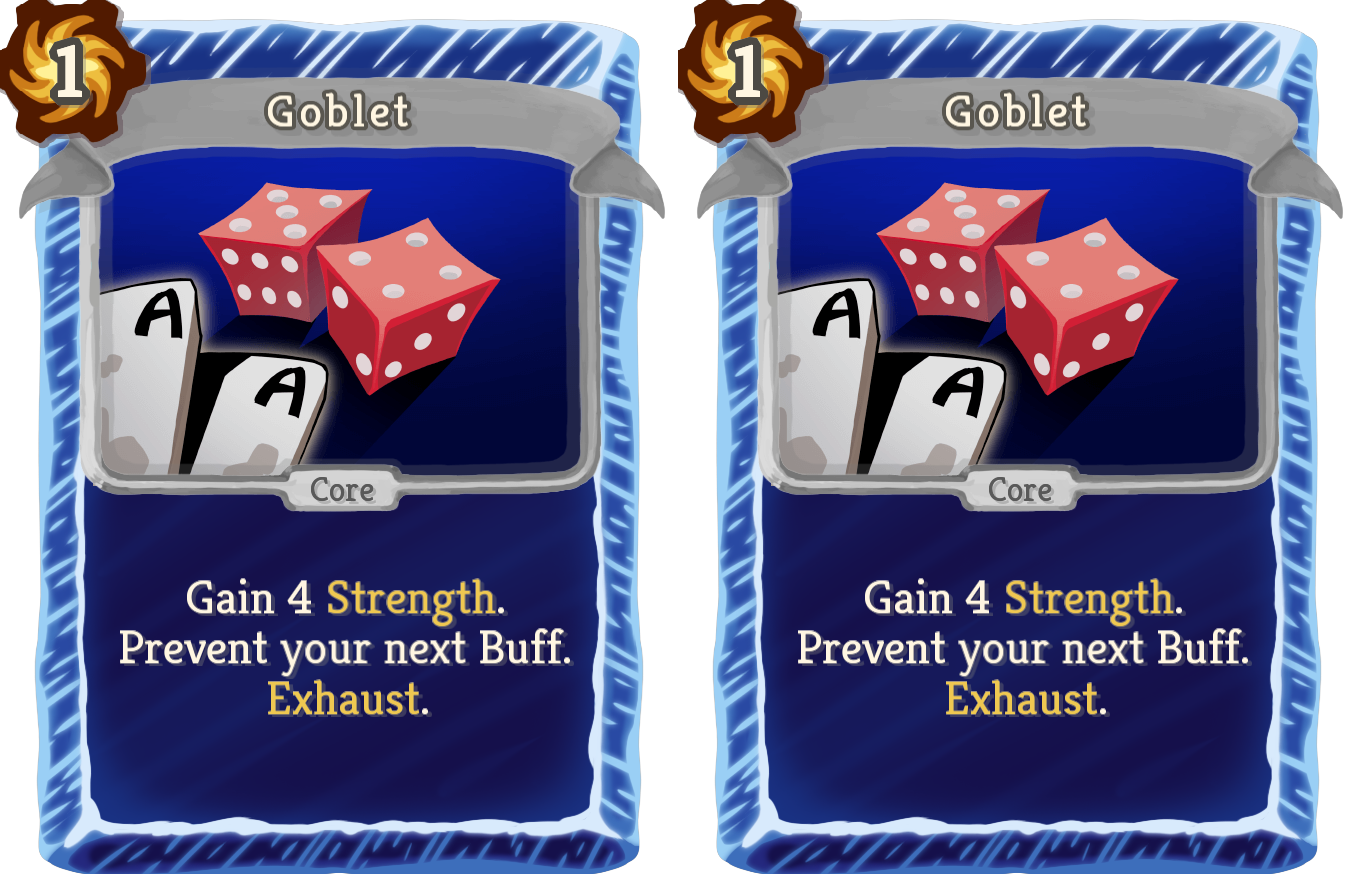 1
Goblet
A
A
Core
Gain 4 Strength.
Prevent your next Buff.
Exhaust.
1
Goblet
A
A
Core
Gain 4 Strength.
Prevent your next Buff.
Exhaust.